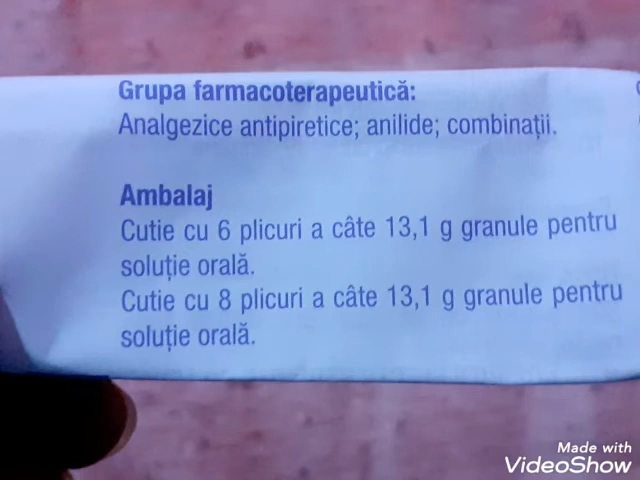 Grupa farmacoterapeutică:
Analgezice antipiretice; anilide; combinații.
Ambalaj
Cutie cu 6 plicuri a câte 13,1 g granule pentru
soluție orală.
Cutie cu 8 plicuri a câte 13,1 g granule pentru
soluție orală.
Made with
VideoShow